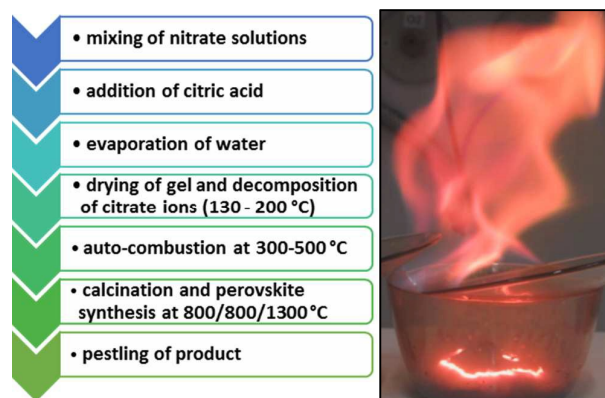 • mixing of nitrate solutions
• addition of citric acid
• evaporation of water
• drying of gel and decomposition
of citrate ions (130 - 200 °C)
• auto-combustion at 300-500 °C
• calcination and perovskite
synthesis at 800/800/1300 °C
• pestling of product